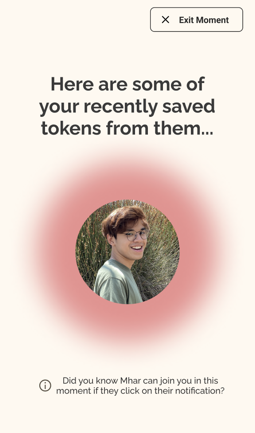 Exit Moment
Here are some of
your recently saved
tokens from them...
Did you know Mhar can join you in this
moment if they click on their notification?